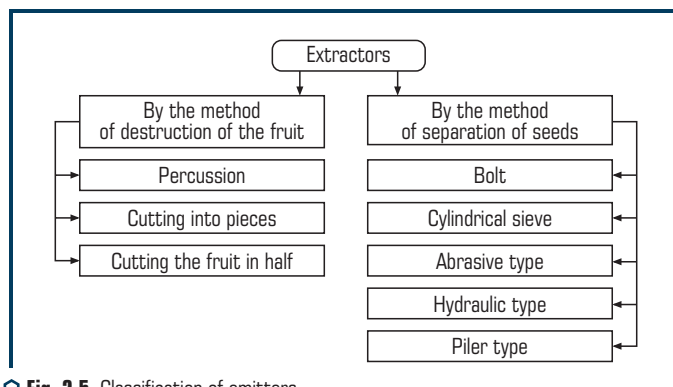 Extractors
By the method
of destruction of the fruit
Percussion
Cutting into pieces
Cutting the fruit in half
By the method
of separation of seeds
Bolt
Cylindrical sieve
Abrasive type
Hydraulic type
Piler type
Fig. 2.5 Classification of emitters